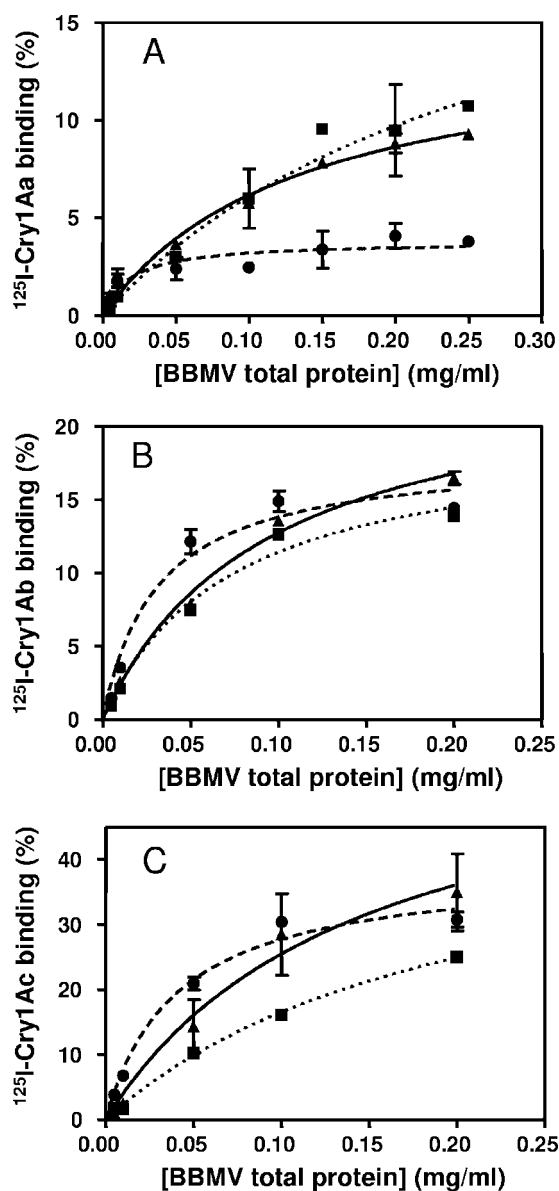 A
¹²⁵I-Cry1Aa binding (%)
15
10
5
0
0.00 0.05 0.10 0.15 0.20 0.25 0.30
[BBMV total protein] (mg/ml)
B
¹²⁵I-Cry1Ab binding (%)
20
15
10
5
0
0.00 0.05 0.10 0.15 0.20 0.25
[BBMV total protein] (mg/ml)
C
¹²⁵I-Cry1Ac binding (%)
40
30
20
10
0
0.00 0.05 0.10 0.15 0.20 0.25
[BBMV total protein] (mg/ml)